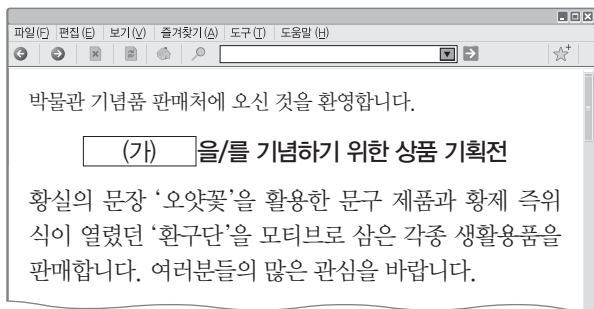 파일(F) 편집(E) 보기(V) 즐겨찾기(A) 도구(T) 도움말(H)
박물관 기념품 판매처에 오신 것을 환영합니다.
(가) 을/를 기념하기 위한 상품 기획전
황실의 문장 ‘오얏꽃’을 활용한 문구 제품과 황제 즉위
식이 열렸던 ‘환구단’을 모티브로 삼은 각종 생활용품을
판매합니다. 여러분들의 많은 관심을 바랍니다.